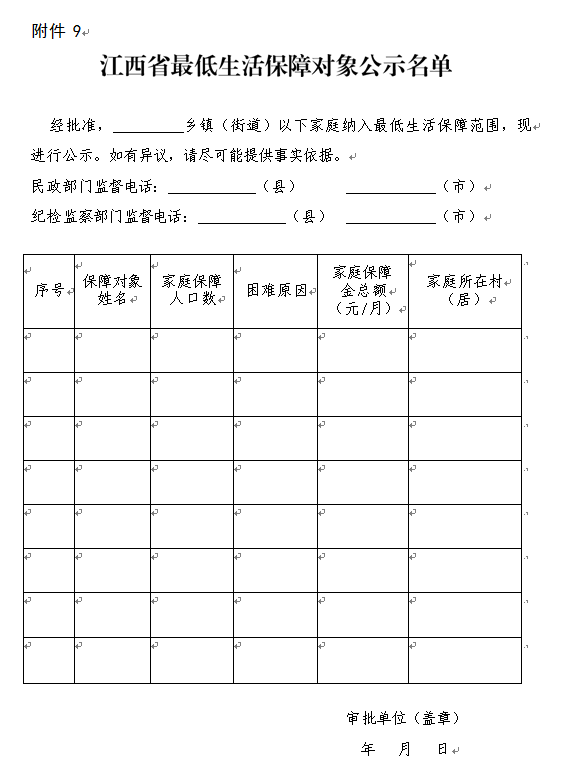 附件 9
江西省最低生活保障对象公示名单
经批准，________乡镇（街道）以下家庭纳入最低生活保障范围，现
进行公示。如有异议，请尽可能提供事实依据。
民政部门监督电话：__________（县） __________（市）
纪检监察部门监督电话：__________（县） __________（市）
序号
保障对象
姓名
家庭保障
人口数
困难原因
家庭保障
金总额
（元/月）
家庭所在村
（居）
审批单位（盖章）
年 月 日